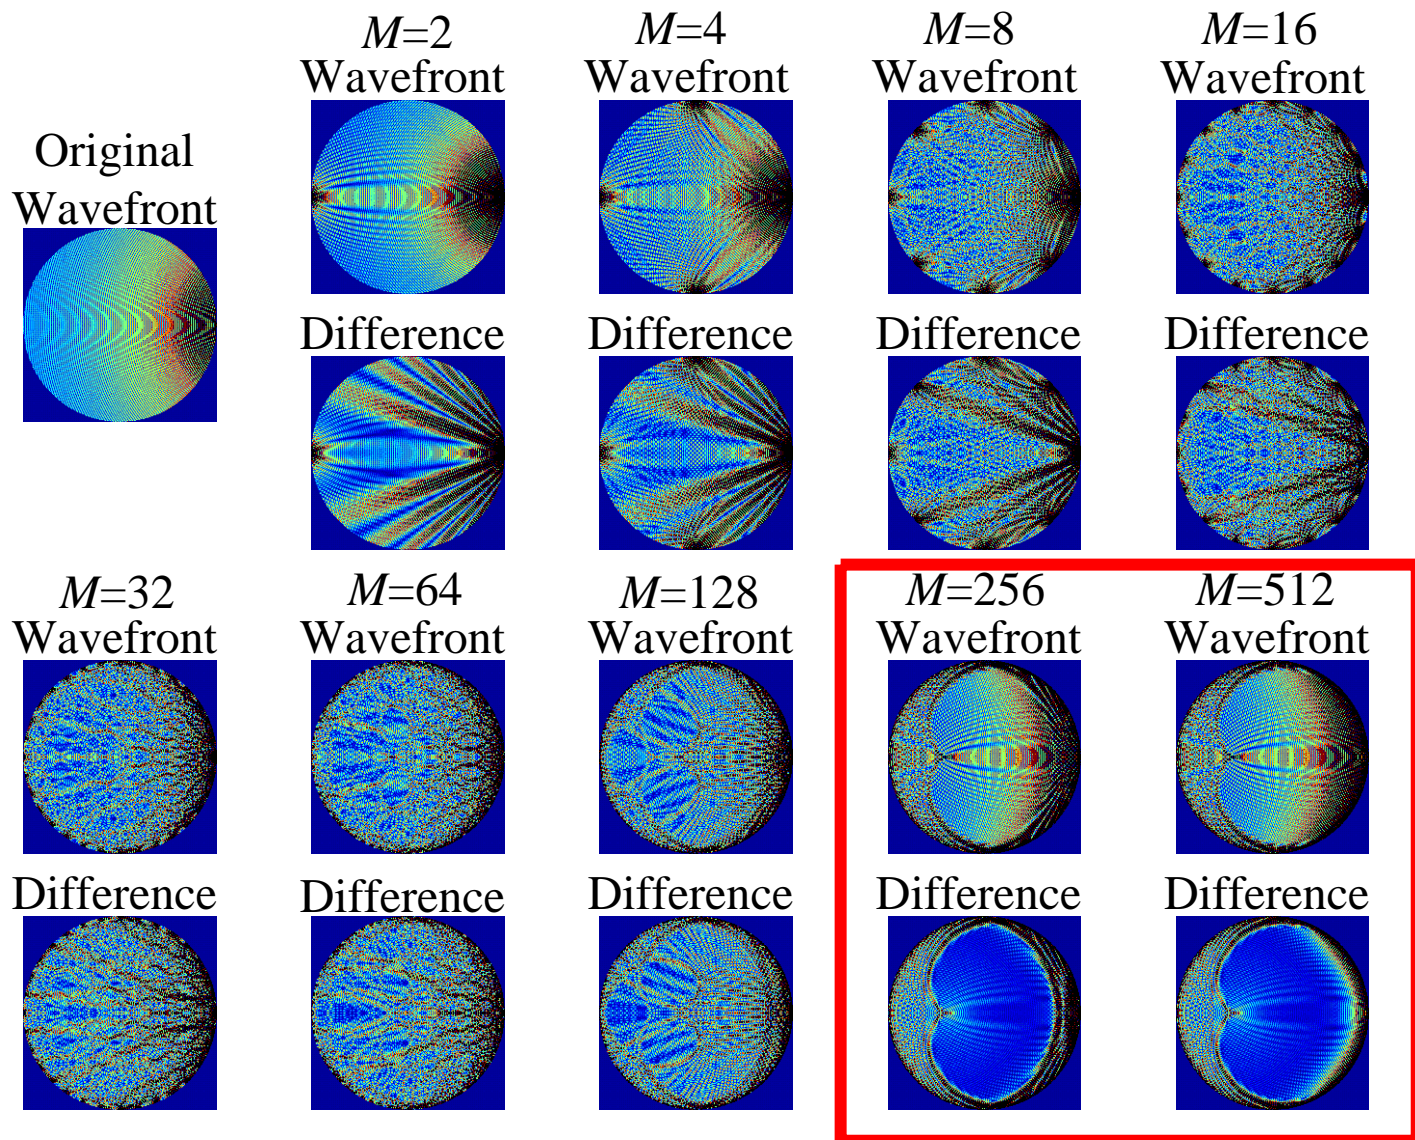 M=2
Wavefront
M=4
Wavefront
M=8
Wavefront
M=16
Wavefront
Original
Wavefront
Difference
Difference
Difference
Difference
M=32
Wavefront
M=64
Wavefront
M=128
Wavefront
M=256
Wavefront
M=512
Wavefront
Difference
Difference
Difference
Difference
Difference